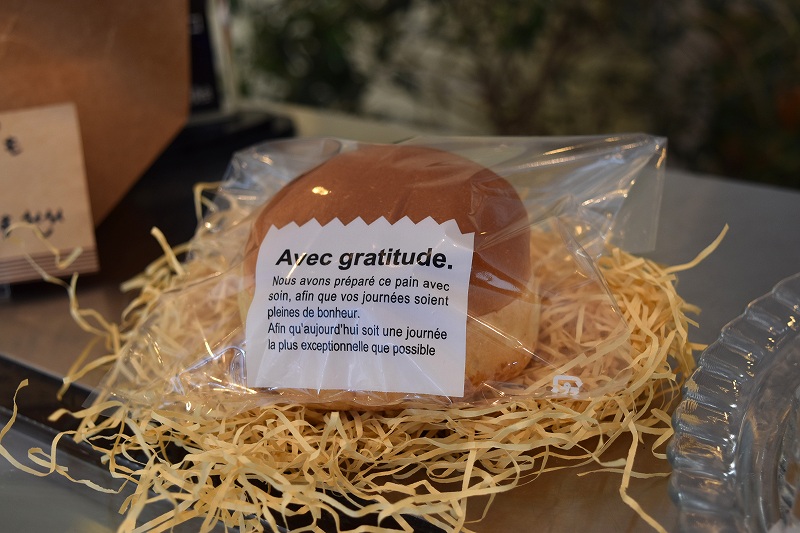 Avec gratitude.
Nous avons préparé ce pain avec
soin, afin que vos journées soient
pleines de bonheur.
Afin qu'aujourd'hui soit une journée
la plus exceptionnelle que possible